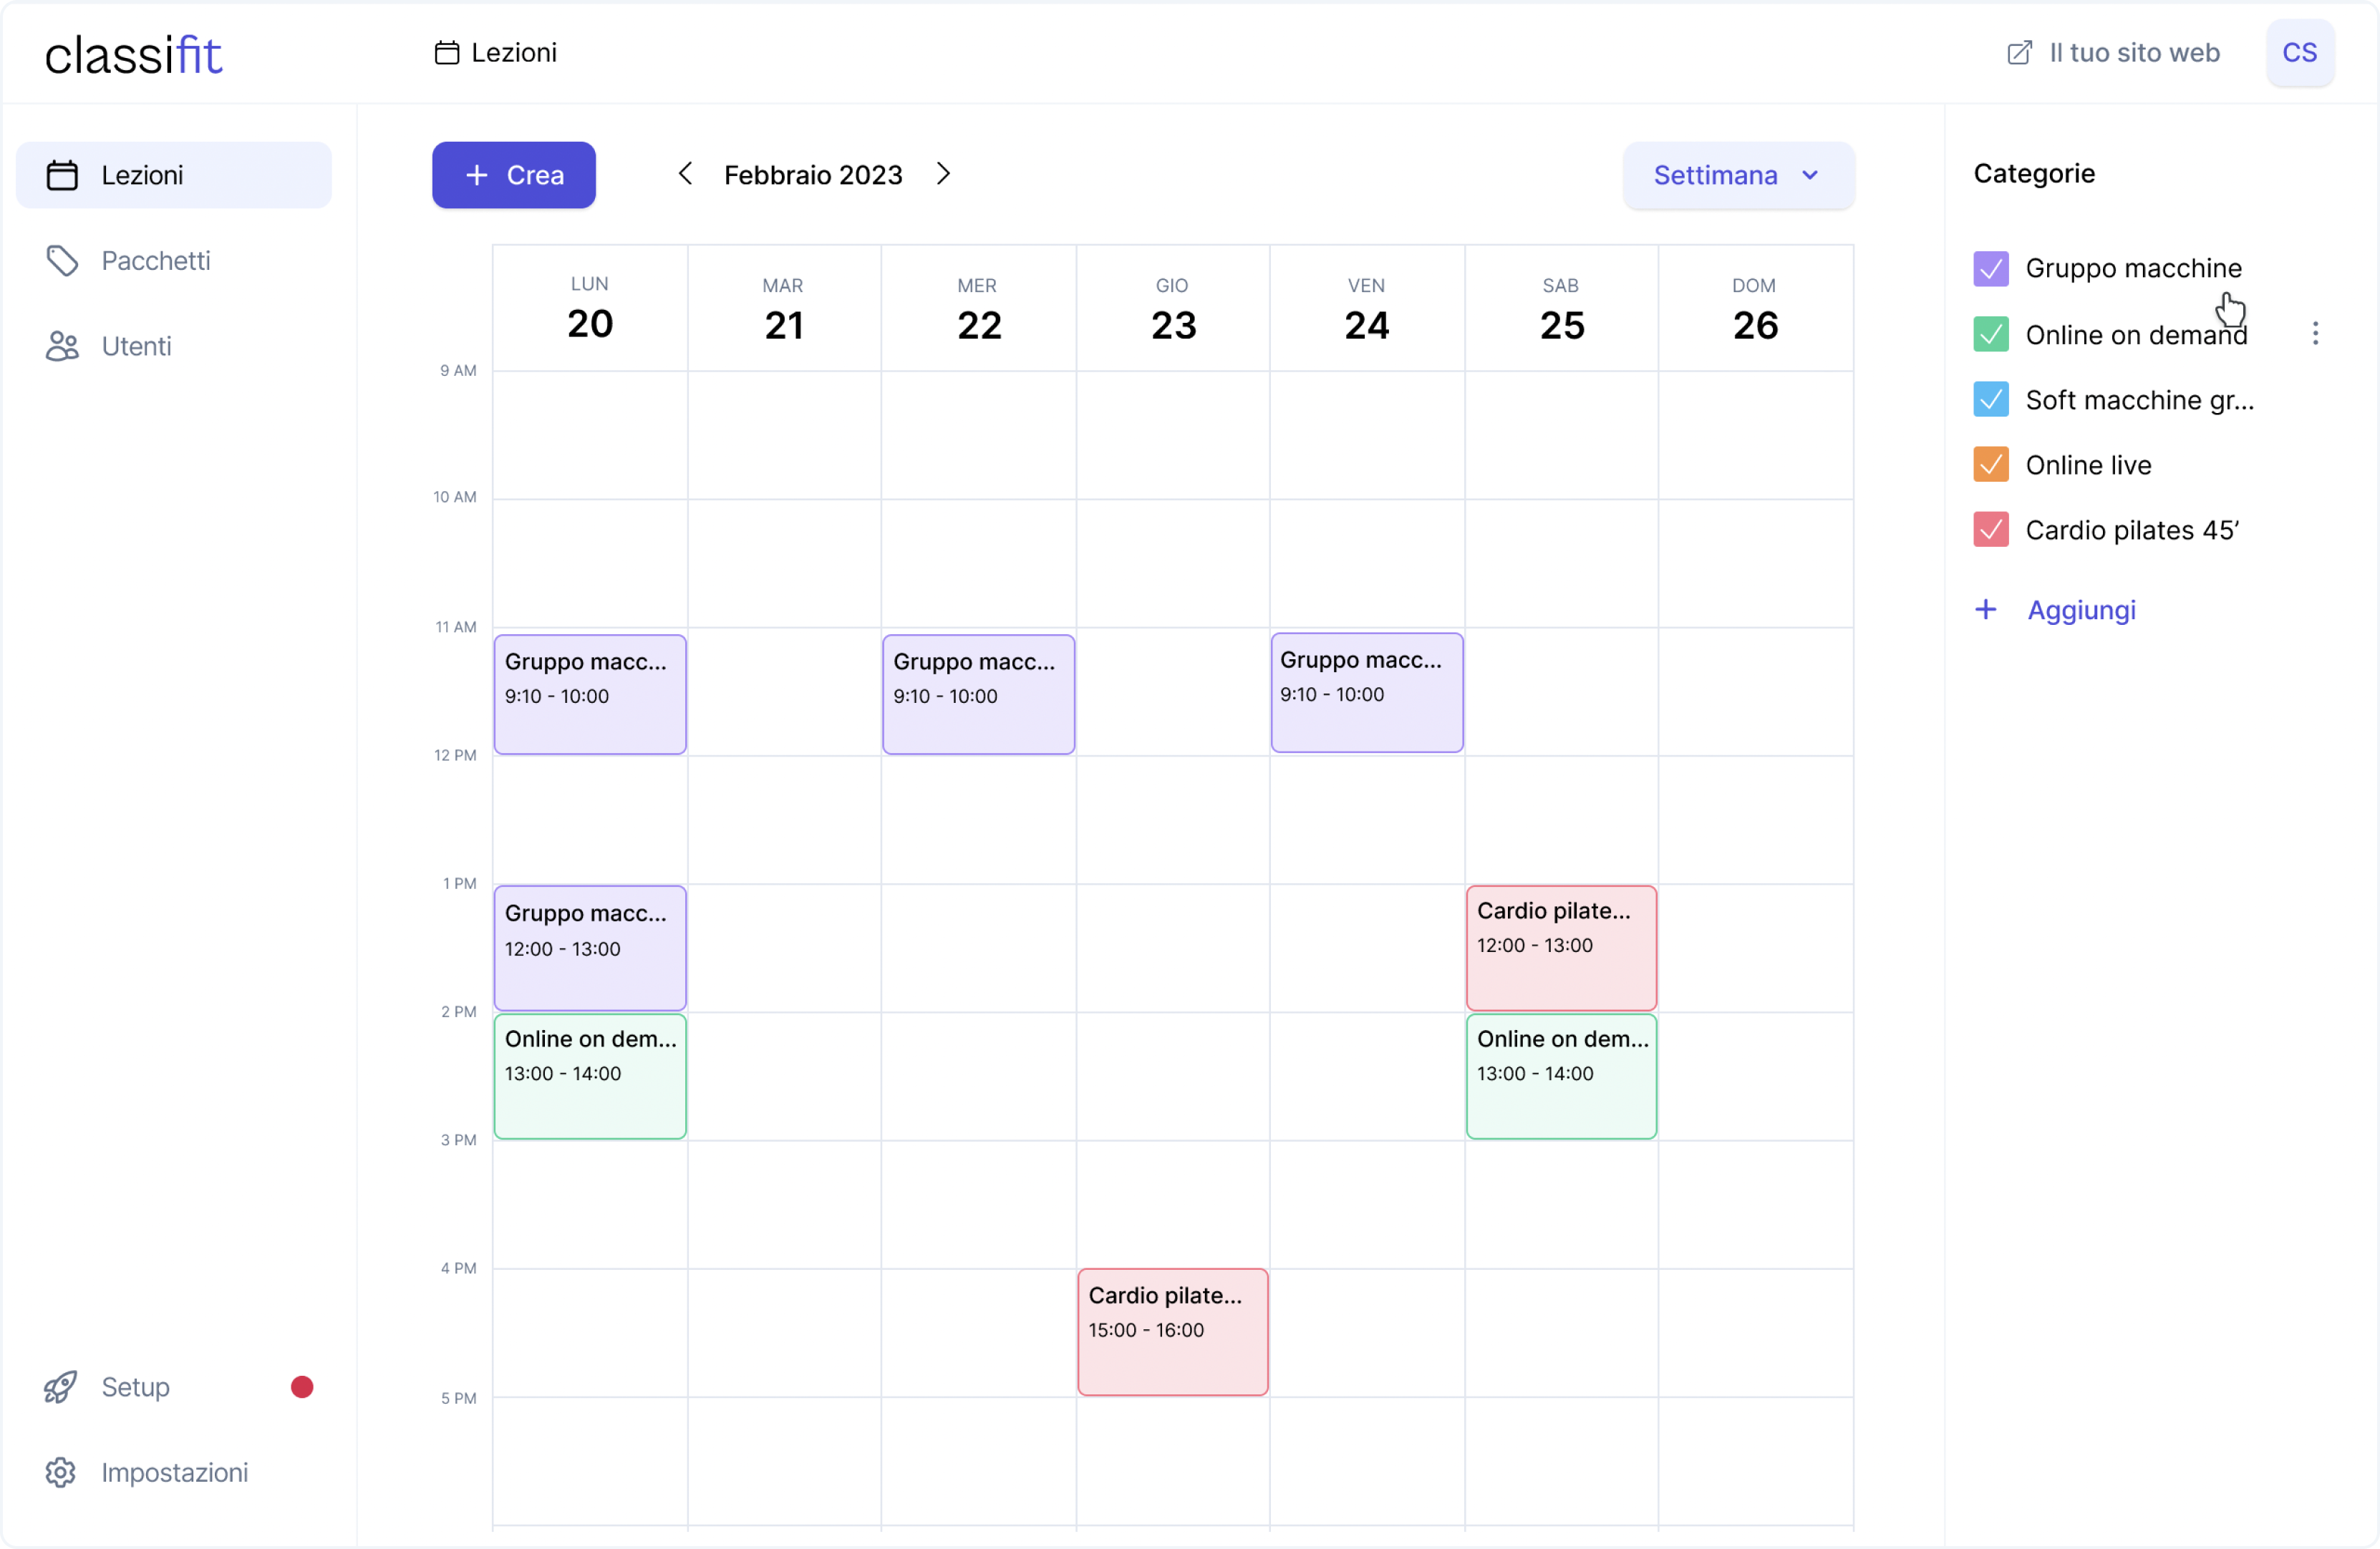 classifit
Lezioni
Il tuo sito web
CS
Lezioni
Pacchetti
Utenti
Setup
Impostazioni
+ Crea
Febbraio 2023
Settimana
LUN
20
MAR
21
MER
22
GIO
23
VEN
24
SAB
25
DOM
26
9 AM
10 AM
11 AM
Gruppo macc...
9:10 - 10:00
Gruppo macc...
9:10 - 10:00
Gruppo macc...
9:10 - 10:00
12 PM
1 PM
Gruppo macc...
12:00 - 13:00
Cardio pilate...
12:00 - 13:00
2 PM
Online on dem...
13:00 - 14:00
Online on dem...
13:00 - 14:00
3 PM
4 PM
Cardio pilate...
15:00 - 16:00
5 PM
Categorie
Gruppo macchine
Online on demand
Soft macchine gr...
Online live
Cardio pilates 45’
+ Aggiungi